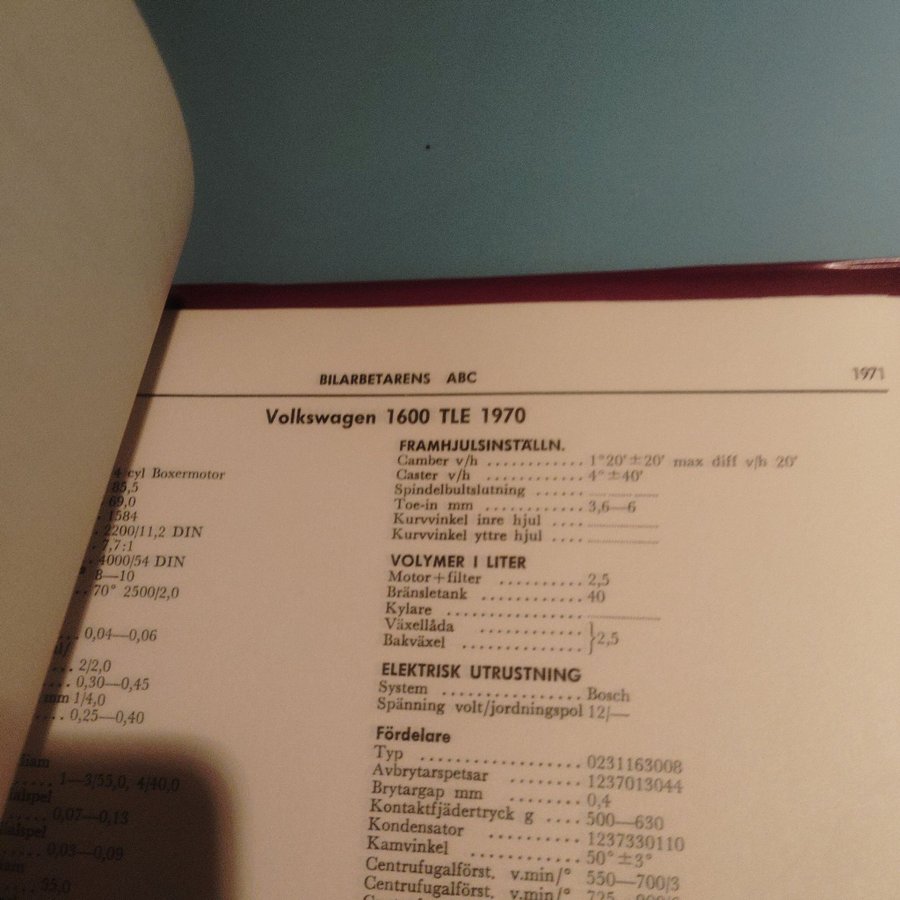 BILARBETARENS ABC 1971
Volkswagen 1600 TLE 1970
4 cyl Boxermotor
85,5
69,0
1584
2200/11,2 DIN
7,7:1
4000/54 DIN
8—10
70° 2500/2,0
..... 0,04—0,06
.... 2/2,0
.... 0,30—0,45
mm 1/4,0
.... 0,25—0,40
..... 1—3/55,0, 4/40,0
..... 0,07—0,13
..... 0,03—0,09
.... 55,0
FRAMHJULSINSTÄLLN.
Camber v/h ............ 1°20'±20' max diff v/h 20'
Caster v/h ............ 4°±40'
Spindelbultslutning ......
Toe-in mm ............ 3,6—6
Kurvvinkel inre hjul ....
Kurvvinkel yttre hjul ....
VOLYMER I LITER
Motor+filter .......... 2,5
Bränsletank ............ 40
Kylare ................
Växellåda ............
Bakväxel .............. }2,5
ELEKTRISK UTRUSTNING
System ................ Bosch
Spänning volt/jordningspol 12/—
Fördelare
Typ .................. 0231163008
Avbrytarspetsar ........ 1237013044
Brytargap mm ........ 0,4
Kontaktfjädertryck g .... 500—630
Kondensator .......... 1237330110
Kamvinkel ............ 50°±3°
Centrufugalförst. v.min/° 550—700/3
Centrufugalförst. v.min/°